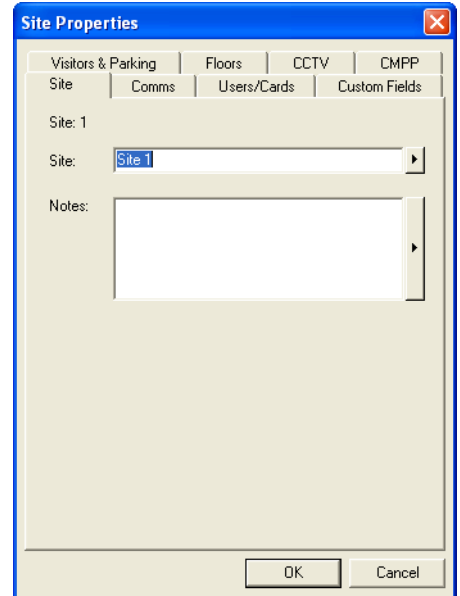 Site Properties
Visitors & Parking Floors CCTV CMPP
Site Comms Users/Cards Custom Fields
Site: 1
Site: Site 1
Notes:
OK Cancel